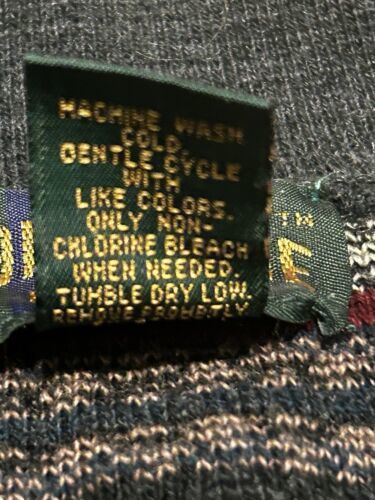 MACHINE WASH
COLD.
GENTLE CYCLE
WITH
LIKE COLORS.
ONLY NON-
CHLORINE BLEACH
WHEN NEEDED.
TUMBLE DRY LOW.
REMOVE PROMPTLY
TM